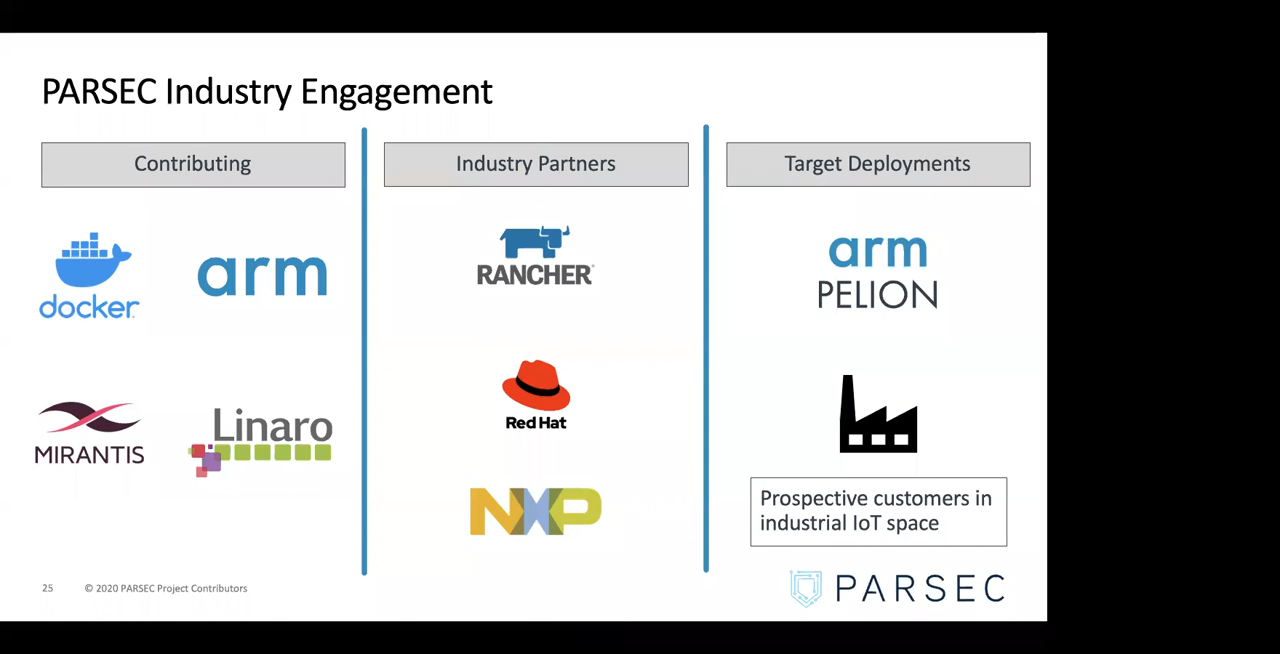 PARSEC Industry Engagement
Contributing
docker
arm
MIRANTIS
Linaro
Industry Partners
RANCHER
Red Hat
NXP
Target Deployments
arm
PELION
Prospective customers in
industrial IoT space
25
© 2020 PARSEC Project Contributors
PARSEC